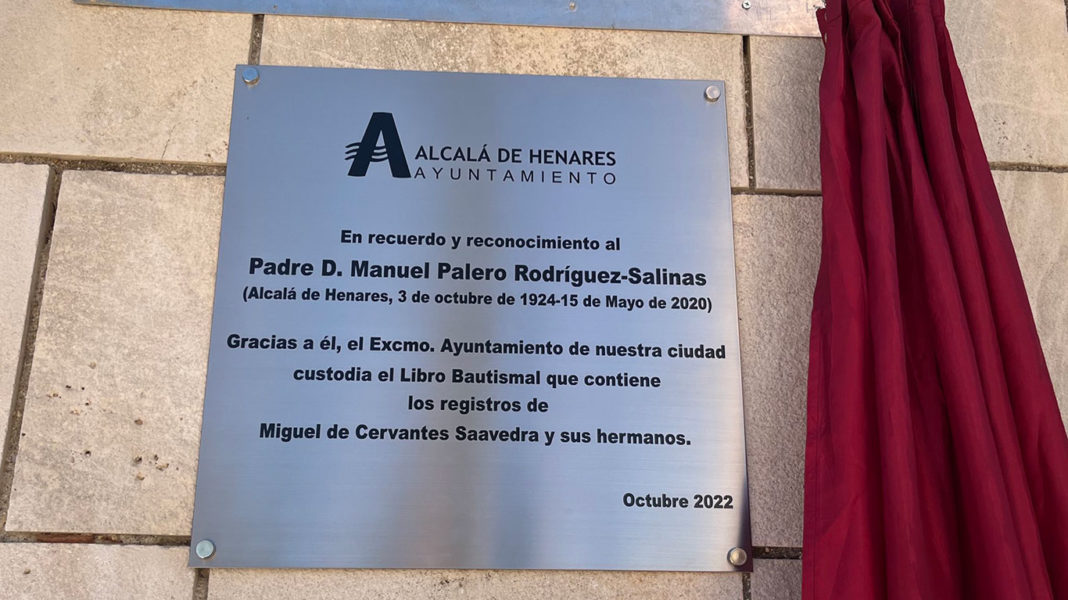 ALCALÁ DE HENARES
AYUNTAMIENTO
En recuerdo y reconocimiento al
Padre D. Manuel Palero Rodríguez-Salinas
(Alcalá de Henares, 3 de octubre de 1924-15 de Mayo de 2020)
Gracias a él, el Excmo. Ayuntamiento de nuestra ciudad
custodia el Libro Bautismal que contiene
los registros de
Miguel de Cervantes Saavedra y sus hermanos.
Octubre 2022